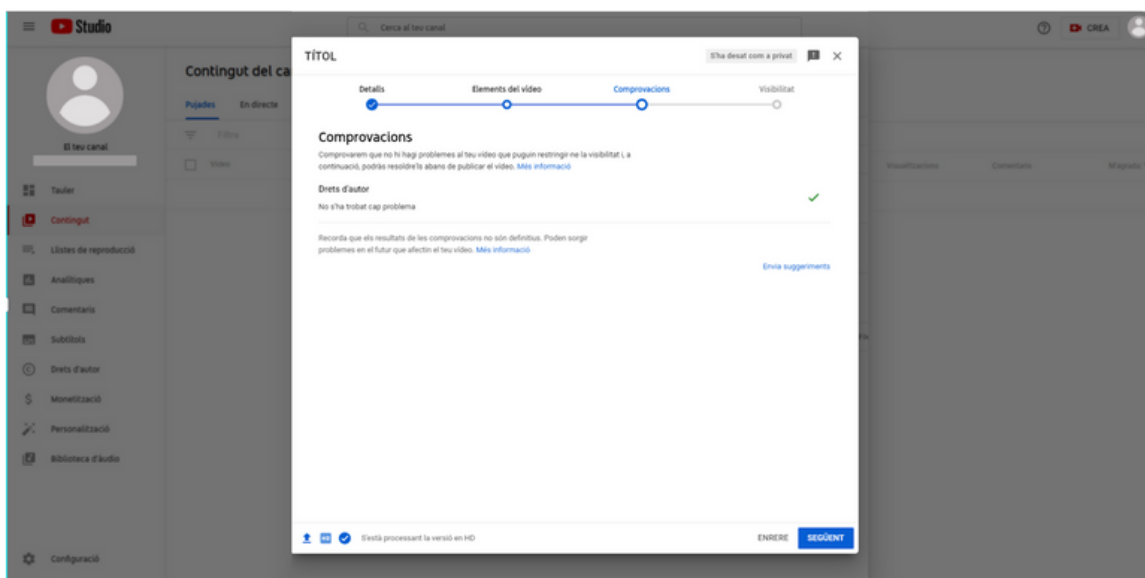 Studio
Cerca al teu canal
CREA
Contingut del ca
Pujades En directe
Filtra
Vídeo
Visualitzacions Comentaris M'agrada
El teu canal
Tauler
Contingut
Llistes de reproducció
Analítiques
Comentaris
Subtítols
Drets d'autor
Monetització
Personalització
Biblioteca d'àudio
Configuració
TÍTOL
S'ha desat com a privat
Detalls Elements del vídeo Comprovacions Visibilitat
Comprovacions
Comprovarem que no hi hagi problemes al teu vídeo que puguin restringir-ne la visibilitat i, a
continuació, podràs resoldre'ls abans de publicar el vídeo. Més informació
Drets d'autor
No s'ha trobat cap problema
Recorda que els resultats de les comprovacions no són definitius. Poden sorgir
problemes en el futur que afectin el teu vídeo. Més informació
Envia suggeriments
HD
S'està processant la versió en HD
ENRERE SEGÜENT